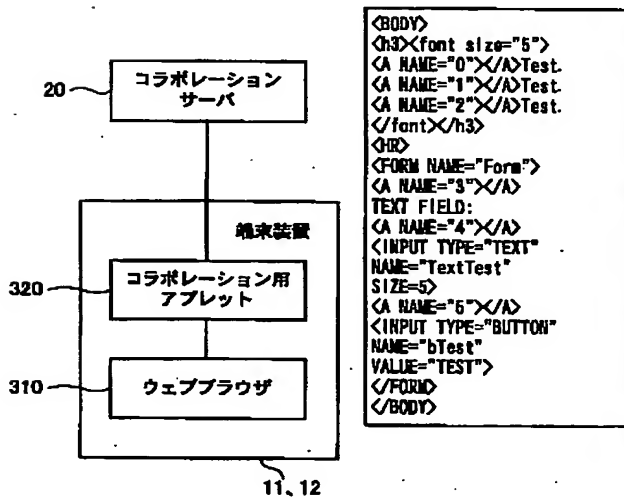 コラボレーション
サーバ
20
端末装置
コラボレーション用
アプレット
320
ウェブブラウザ
310
11、12
<BODY>
<h3><font size="5">
<A NAME="0"></A>Test.
<A NAME="1"></A>Test.
<A NAME="2"></A>Test.
</font></h3>
<HR>
<FORM NAME="Form">
<A NAME="3"></A>
TEXT FIELD:
<A NAME="4"></A>
<INPUT TYPE="TEXT"
NAME="TextTest"
SIZE=5>
<A NAME="5"></A>
<INPUT TYPE="BUTTON"
NAME="bTest"
VALUE="TEST">
</FORM>
</BODY>